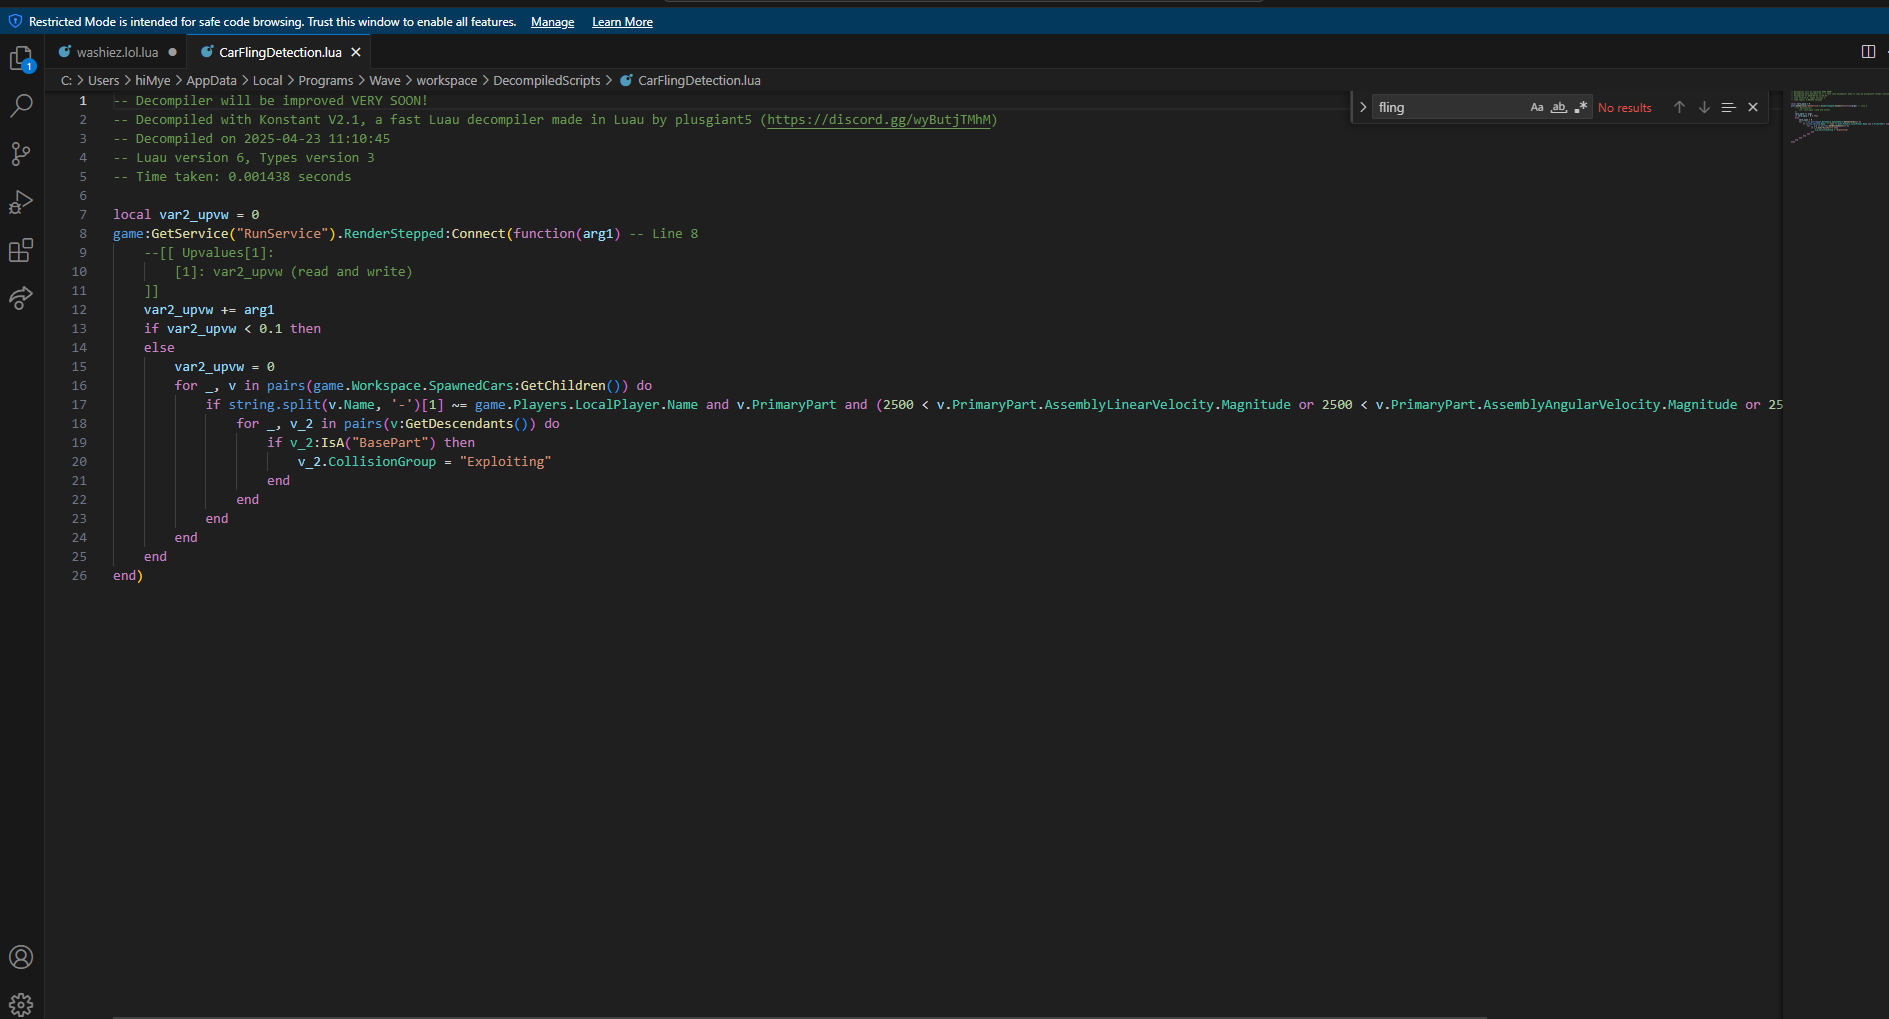 Restricted Mode is intended for safe code browsing. Trust this window to enable all features. Manage Learn More
washiez.lol.lua CarFlingDetection.lua
C: > Users > hiMye > AppData > Local > Programs > Wave > workspace > DecompiledScripts > CarFlingDetection.lua
fling Aa ab .* No results
1
1 -- Decompiler will be improved VERY SOON!
2 -- Decompiled with Konstant V2.1, a fast Luau decompiler made in Luau by plusgiant5 (https://discord.gg/wyButjTMhM)
3 -- Decompiled on 2025-04-23 11:10:45
4 -- Luau version 6, Types version 3
5 -- Time taken: 0.001438 seconds
6
7 local var2_upvw = 0
8 game:GetService("RunService").RenderStepped:Connect(function(arg1) -- Line 8
9 --[[ Upvalues[1]:
10 [1]: var2_upvw (read and write)
11 ]]
12 var2_upvw += arg1
13 if var2_upvw < 0.1 then
14 else
15 var2_upvw = 0
16 for _, v in pairs(game.Workspace.SpawnedCars:GetChildren()) do
17 if string.split(v.Name, '-')[1] ~= game.Players.LocalPlayer.Name and v.PrimaryPart and (2500 < v.PrimaryPart.AssemblyLinearVelocity.Magnitude or 2500 < v.PrimaryPart.AssemblyAngularVelocity.Magnitude or 25
18 for _, v_2 in pairs(v:GetDescendants()) do
19 if v_2:IsA("BasePart") then
20 v_2.CollisionGroup = "Exploiting"
21 end
22 end
23 end
24 end
25 end
26 end)